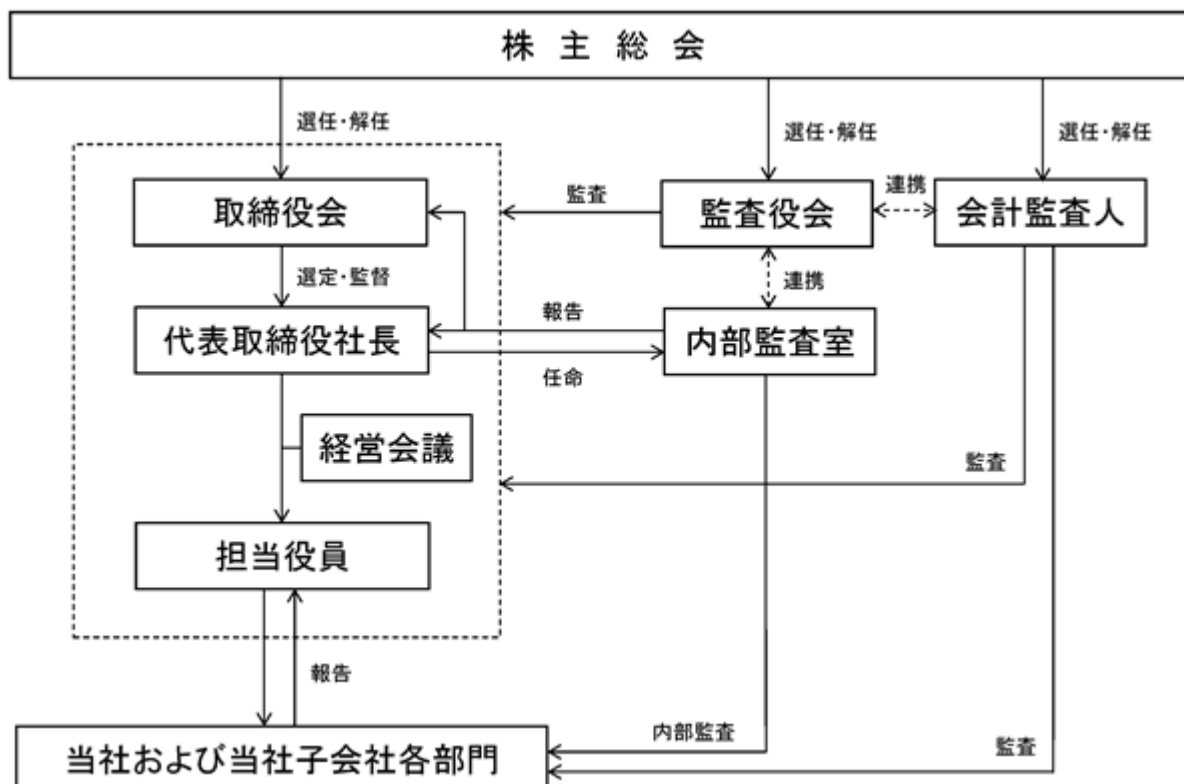 株主総会
選任・解任
選任・解任
選任・解任
取締役会
監査
監査役会
連携
会計監査人
選定・監督
連携
代表取締役社長
報告
内部監査室
任命
経営会議
監査
担当役員
報告
内部監査
監査
当社および当社子会社各部門